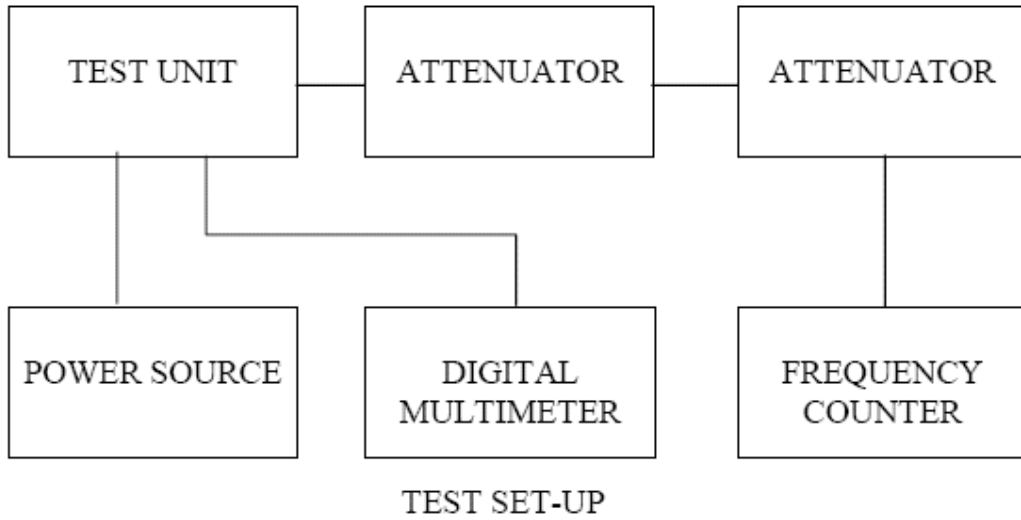 TEST UNIT
ATTENUATOR
ATTENUATOR
POWER SOURCE
DIGITAL
MULTIMETER
FREQUENCY
COUNTER
TEST SET-UP